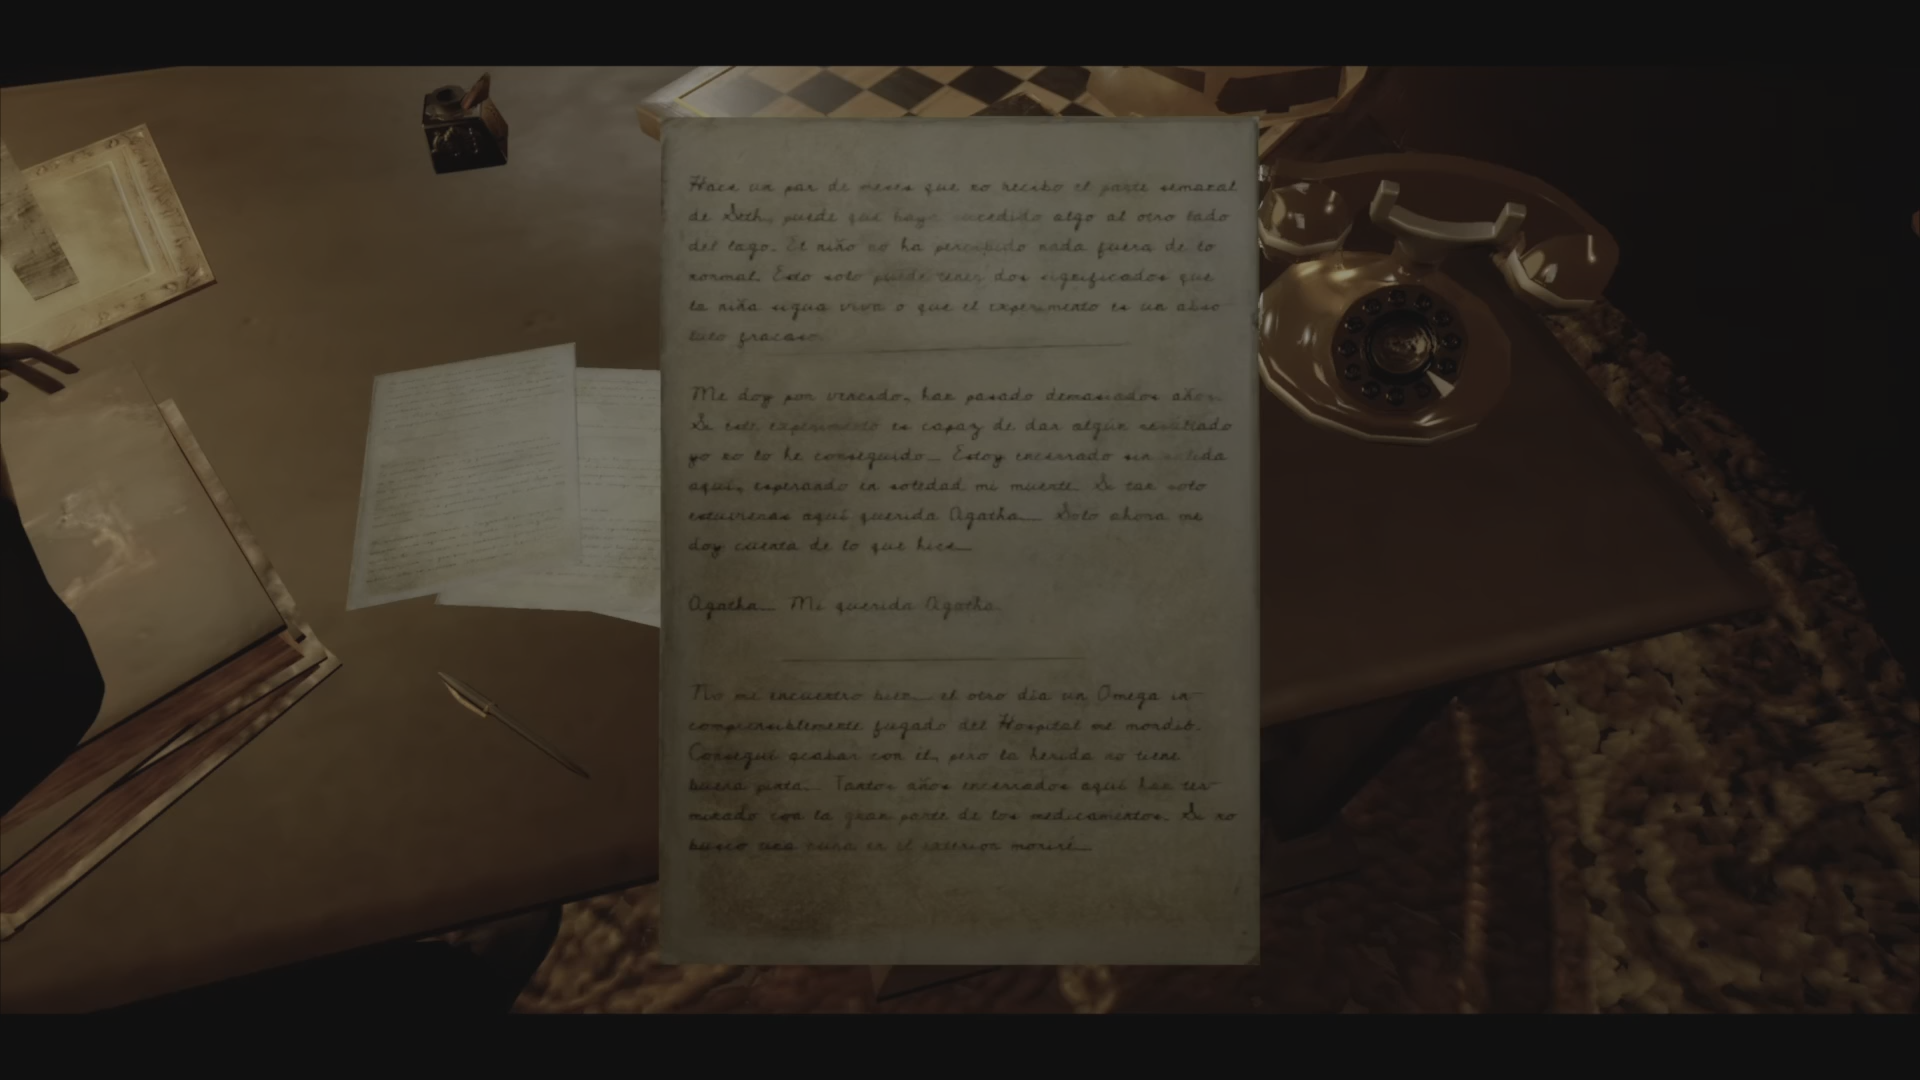 Hace un par de meses que no recibo el parte semanal
de Seth, puede que haya sucedido algo al otro lado
del lago. El niño no ha percibido nada fuera de lo
normal. Esto solo puede tener dos significados que
la niña sigua viva o que el experimento es un abso
luto fracaso.
Me doy por vencido, han pasado demasiados años.
Si este experimento es capaz de dar algún resultado
yo no lo he conseguido... Estoy encerrado sin salida
aquí, esperando en soledad mi muerte. Si tan solo
estuvieras aquí querida Agatha... Solo ahora me
doy cuenta de lo que hice...
Agatha... Mi querida Agatha
No me encuentro bien... el otro día un Omega in-
comprensiblemente fugado del Hospital me mordió.
Conseguí acabar con él, pero la herida no tiene
buena pinta... Tantos años encerrados aquí han ter-
minado con la gran parte de los medicamentos. Si no
busco una cura en el exterior moriré...